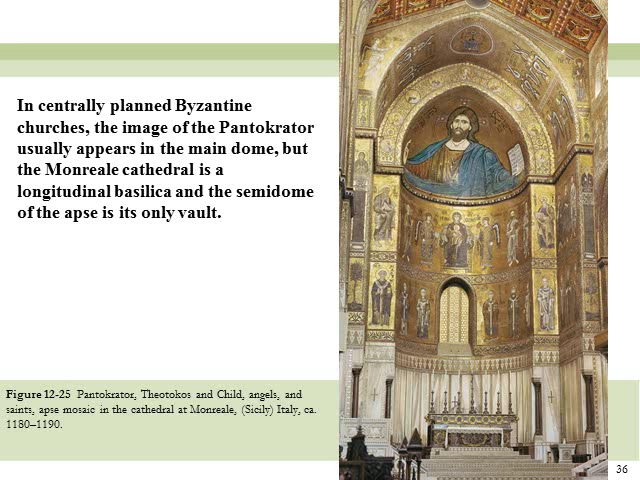 In centrally planned Byzantine
churches, the image of the Pantokrator
usually appears in the main dome, but
the Monreale cathedral is a
longitudinal basilica and the semidome
of the apse is its only vault.
Figure 12-25 Pantokrator, Theotokos and Child, angels, and
saints, apse mosaic in the cathedral at Monreale, (Sicily) Italy, ca.
1180–1190.
36